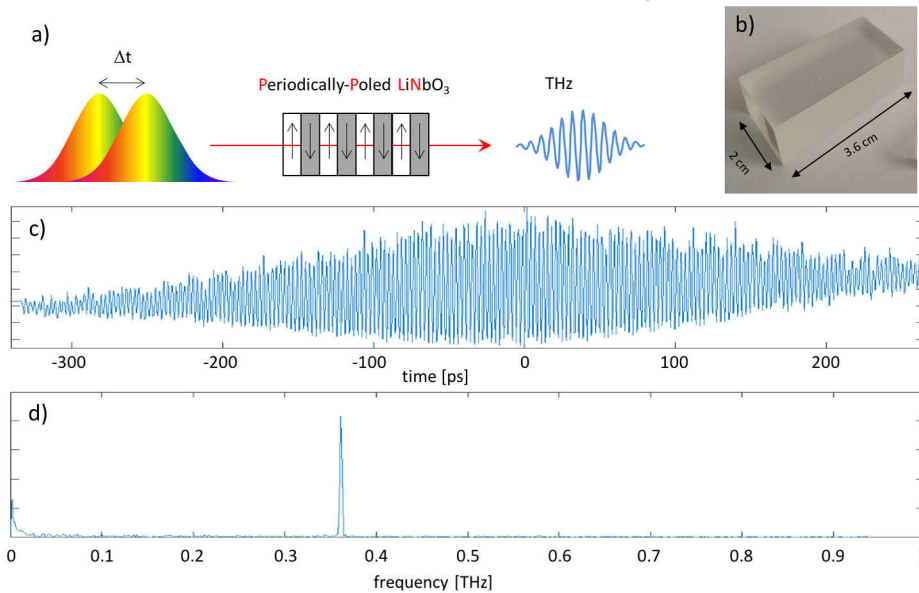 a)
Δt
Periodically-Poled LiNbO₃
THz
b)
2 cm
3.6 cm
c)
-300 -200 -100 0 100 200
time [ps]
d)
0 0.1 0.2 0.3 0.4 0.5 0.6 0.7 0.8 0.9
frequency [THz]